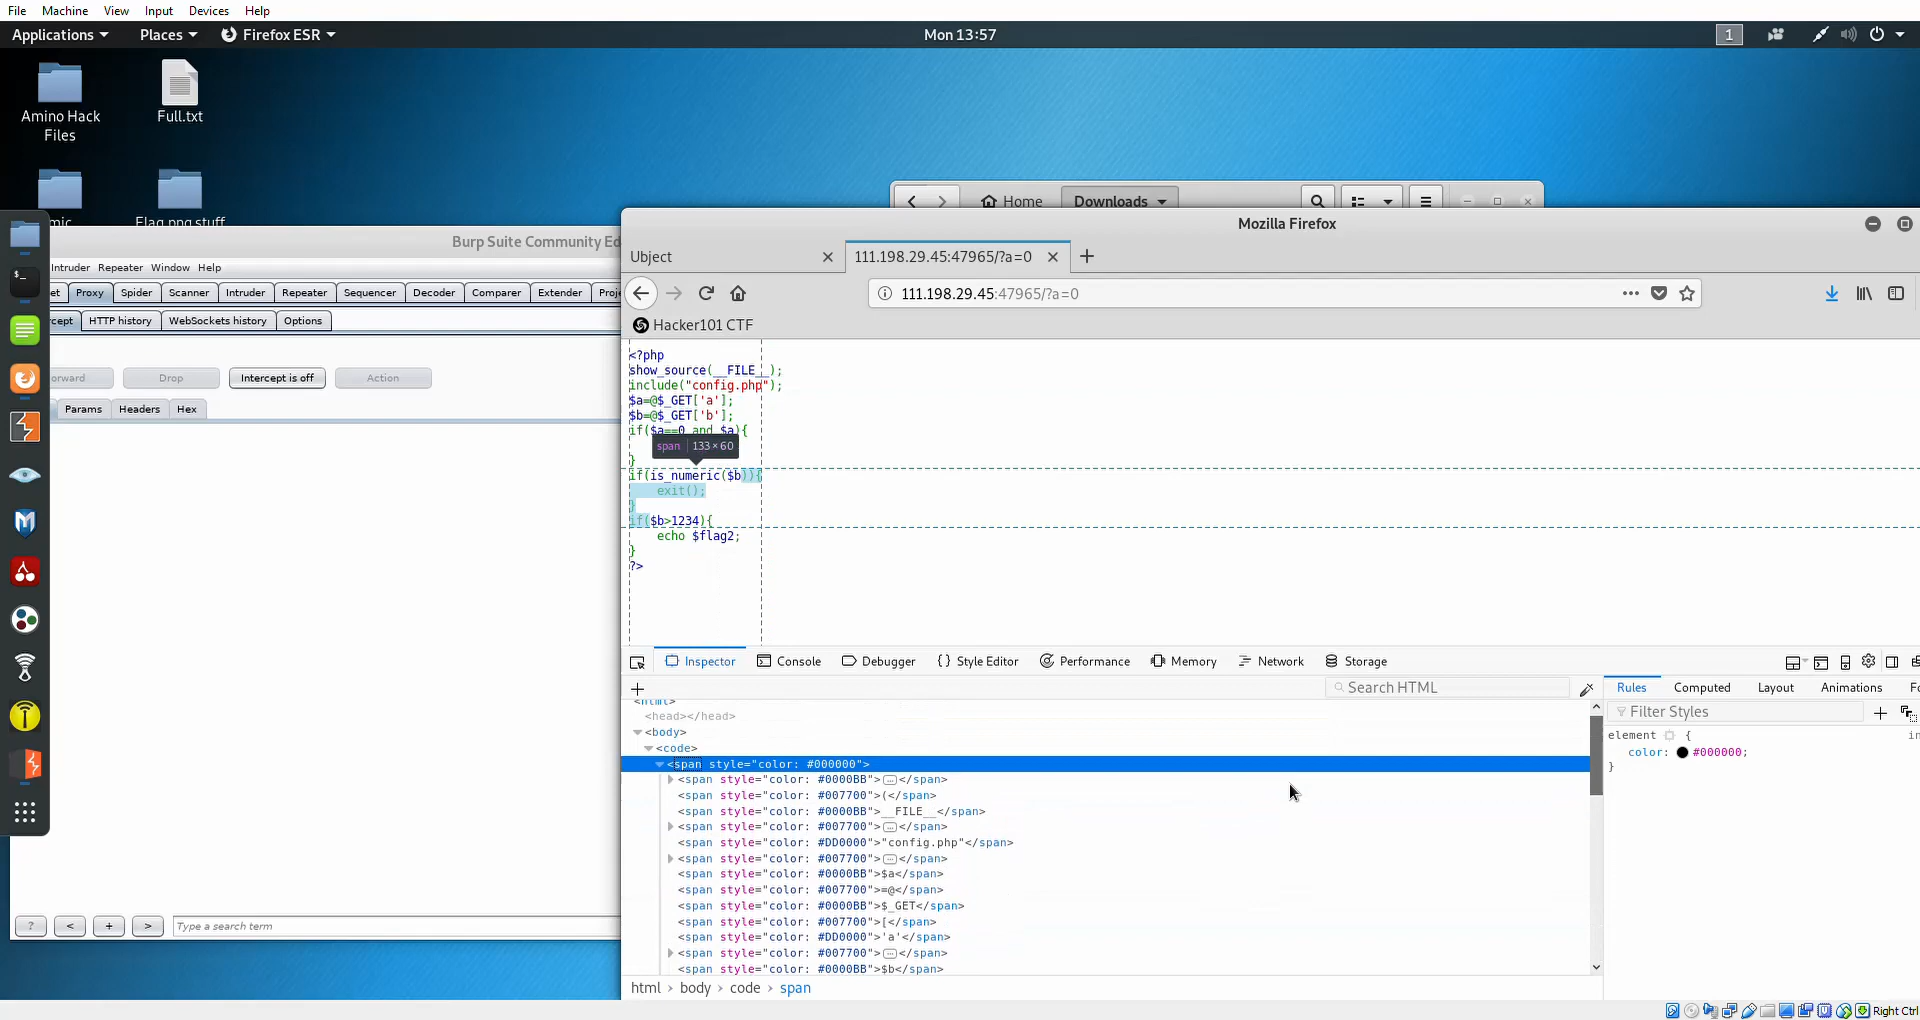 File Machine View Input Devices Help
Applications Places Firefox ESR Mon 13:57 1
Amino Hack Files
Full.txt
Flag.png stuff
Home Downloads
Mozilla Firefox
Burp Suite Community Ed
Intruder Repeater Window Help
Proxy Spider Scanner Intruder Repeater Sequencer Decoder Comparer Extender Proj
HTTP history WebSockets history Options
Drop Intercept is off Action
Params Headers Hex
? < + > Type a search term
Ubject 111.198.29.45:47965/?a=0
111.198.29.45:47965/?a=0
Hacker101 CTF
<?php
show_source(__FILE__);
include("config.php");
$a=@$_GET['a'];
$b=@$_GET['b'];
if($a==0 and $a){
span 133×60
}
if(is_numeric($b)){
exit();
}
if($b>1234){
echo $flag2;
}
?>
Inspector Console Debugger Style Editor Performance Memory Network Storage
+ Search HTML
Rules Computed Layout Animations
Filter Styles
<html>
<head></head>
<body>
<code>
<span style="color: #000000">
<span style="color: #0000BB">…</span>
<span style="color: #007700">(</span>
<span style="color: #0000BB">__FILE__</span>
<span style="color: #007700">…</span>
<span style="color: #DD0000">"config.php"</span>
<span style="color: #007700">…</span>
<span style="color: #0000BB">$a</span>
<span style="color: #007700">=@</span>
<span style="color: #0000BB">$_GET</span>
<span style="color: #007700">[</span>
<span style="color: #DD0000">'a'</span>
<span style="color: #007700">…</span>
<span style="color: #0000BB">$b</span>
element { in
color: #000000;
}
html > body > code > span
Right Ctrl